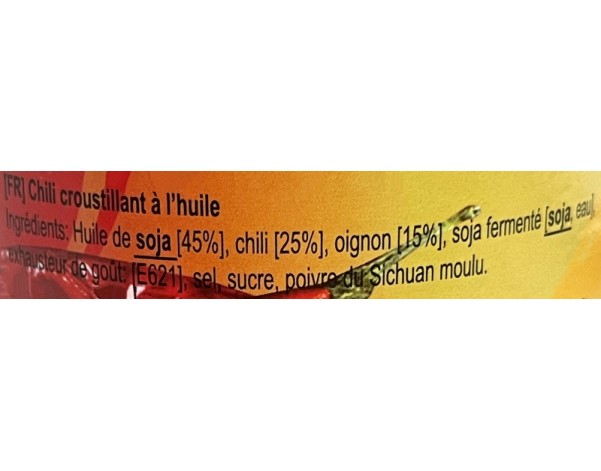 [FR] Chili croustillant à l'huile
Ingrédients: Huile de soja [45%], chili [25%], oignon [15%], soja fermenté [soja, eau],
exhausteur de goût: [E621], sel, sucre, poivre du Sichuan moulu.